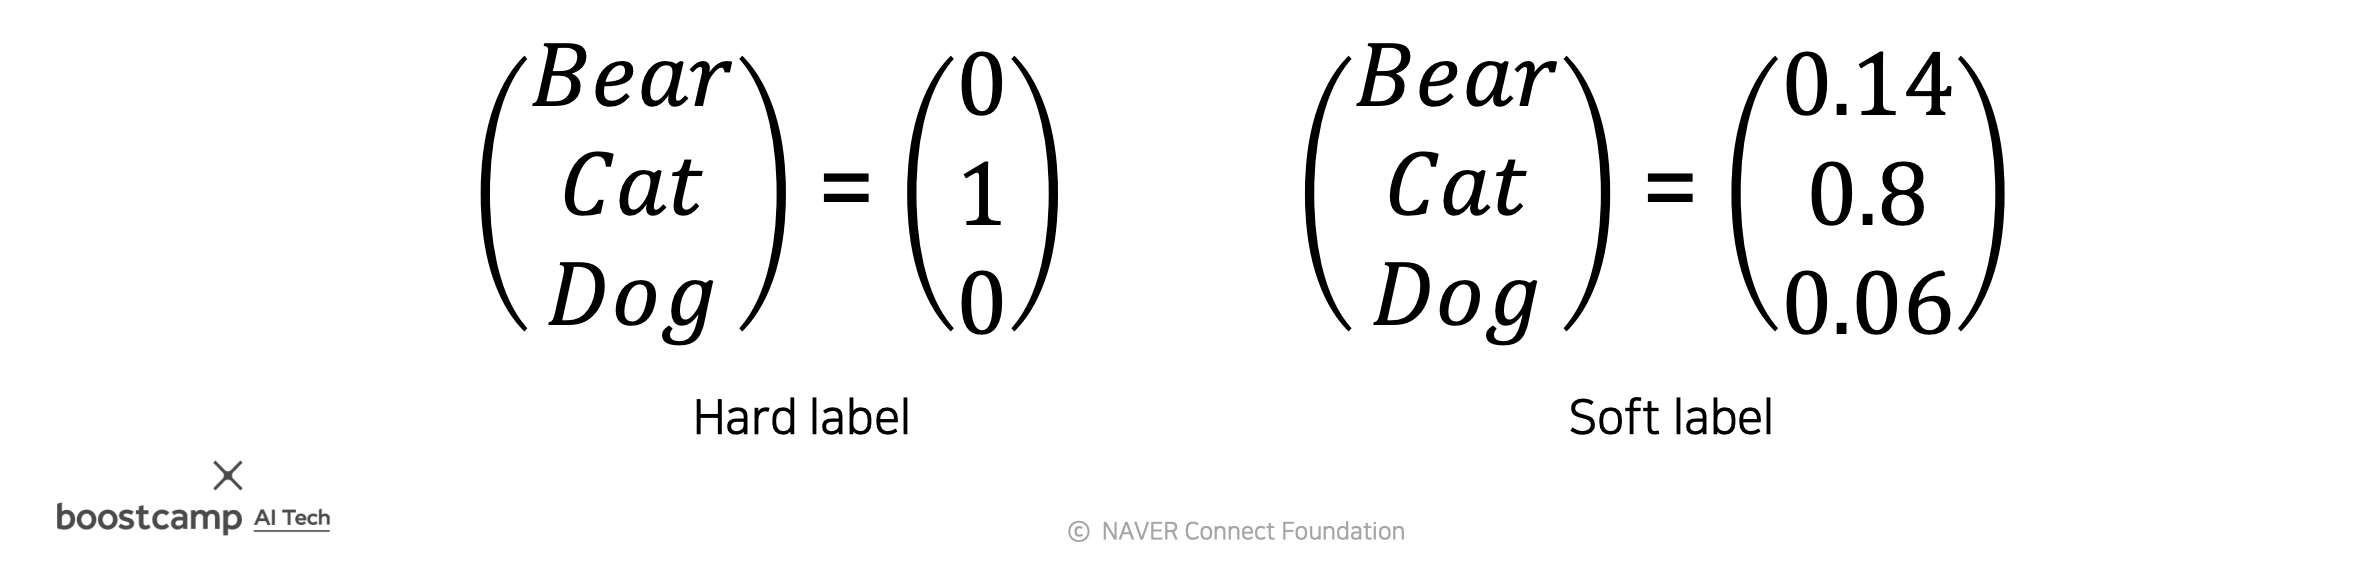 Bear
Cat
Dog
=
0
1
0
Hard label
Bear
Cat
Dog
=
0.14
0.8
0.06
Soft label
boostcamp AI Tech
© NAVER Connect Foundation